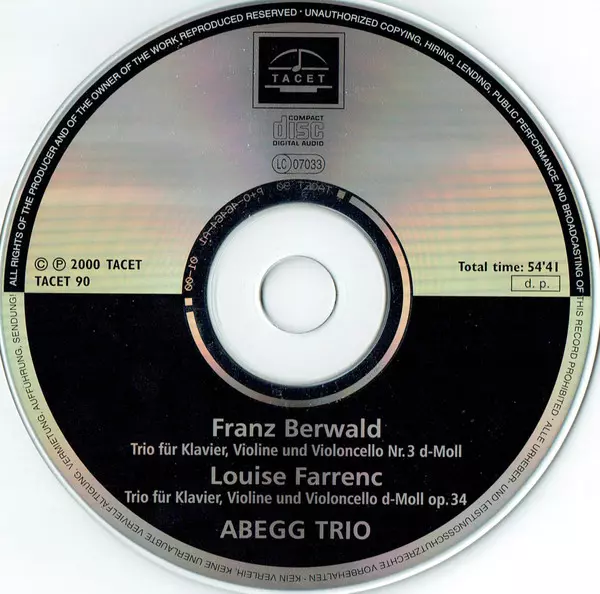 ALL RIGHTS OF THE PRODUCER AND OF THE OWNER OF THE WORK REPRODUCED RESERVED · UNAUTHORIZED COPYING, HIRING, LENDING, PUBLIC PERFORMANCE AND BROADCASTING OF THIS RECORD PROHIBITED · ALLE URHEBER- UND LEISTUNGSSCHUTZRECHTE VORBEHALTEN · KEIN VERLEIH, KEINE UNERLAUBTE VERVIELFÄLTIGUNG, VERMIETUNG, AUFFÜHRUNG, SENDUNG!
TACET
COMPACT
disc
DIGITAL AUDIO
LC 07033
© ℗ 2000 TACET
TACET 90
Total time: 54'41
d. p.
Franz Berwald
Trio für Klavier, Violine und Violoncello Nr. 3 d-Moll
Louise Farrenc
Trio für Klavier, Violine und Violoncello d-Moll op. 34
ABEGG TRIO